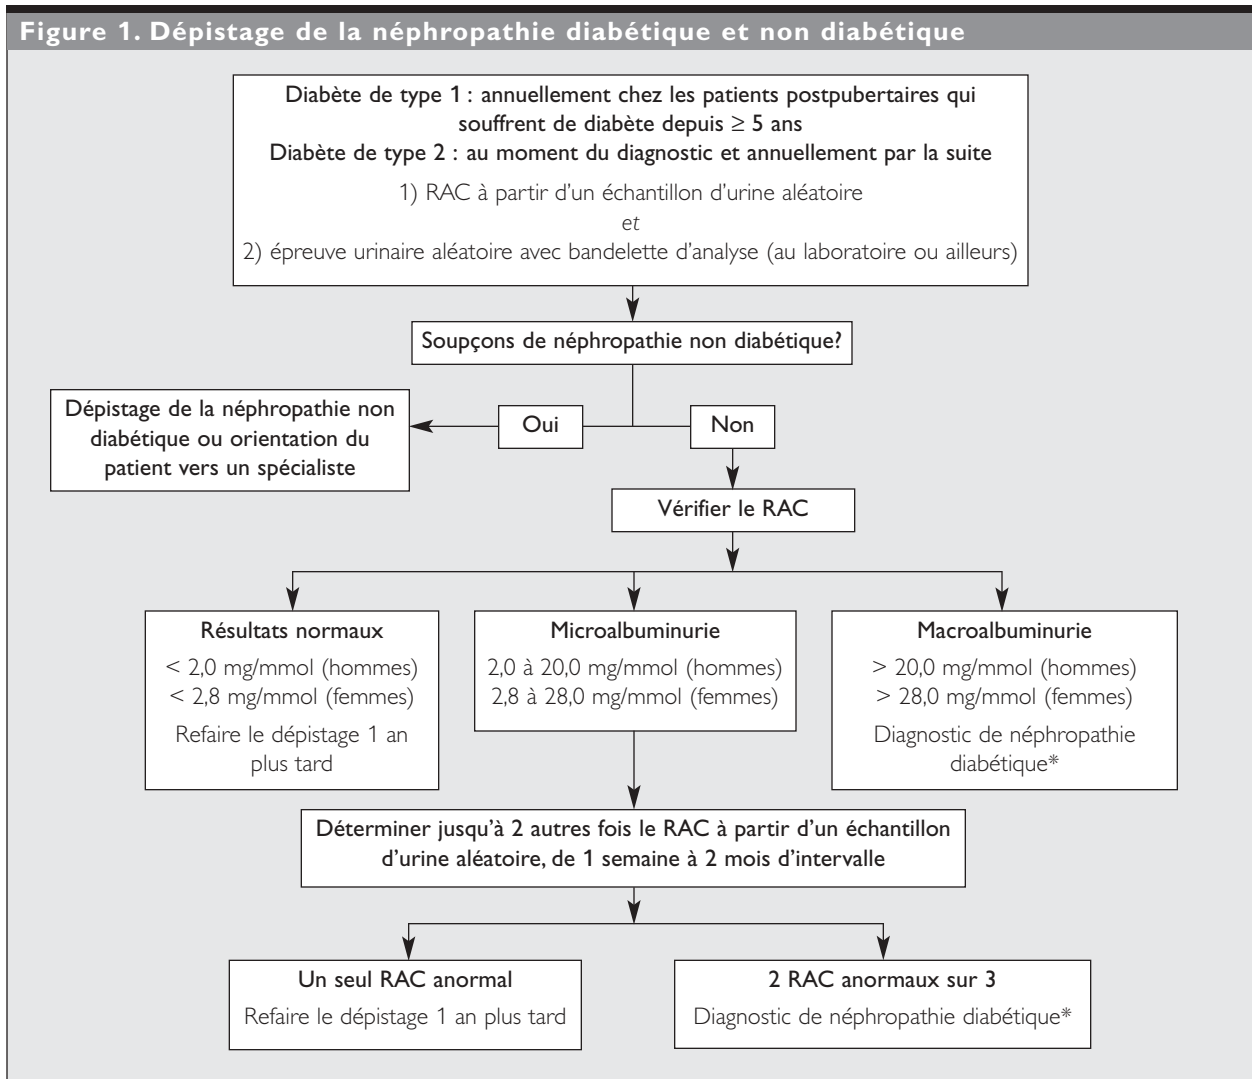 Figure 1. Dépistage de la néphropathie diabétique et non diabétique
Diabète de type 1 : annuellement chez les patients postpubertaires qui
souffrent de diabète depuis ≥ 5 ans
Diabète de type 2 : au moment du diagnostic et annuellement par la suite
1) RAC à partir d'un échantillon d'urine aléatoire
et
2) épreuve urinaire aléatoire avec bandelette d'analyse (au laboratoire ou ailleurs)
Soupçons de néphropathie non diabétique?
Dépistage de la néphropathie non
diabétique ou orientation du
patient vers un spécialiste
Oui
Non
Vérifier le RAC
Résultats normaux
< 2,0 mg/mmol (hommes)
< 2,8 mg/mmol (femmes)
Refaire le dépistage 1 an
plus tard
Microalbuminurie
2,0 à 20,0 mg/mmol (hommes)
2,8 à 28,0 mg/mmol (femmes)
Macroalbuminurie
> 20,0 mg/mmol (hommes)
> 28,0 mg/mmol (femmes)
Diagnostic de néphropathie
diabétique*
Déterminer jusqu'à 2 autres fois le RAC à partir d'un échantillon
d'urine aléatoire, de 1 semaine à 2 mois d'intervalle
Un seul RAC anormal
Refaire le dépistage 1 an plus tard
2 RAC anormaux sur 3
Diagnostic de néphropathie diabétique*